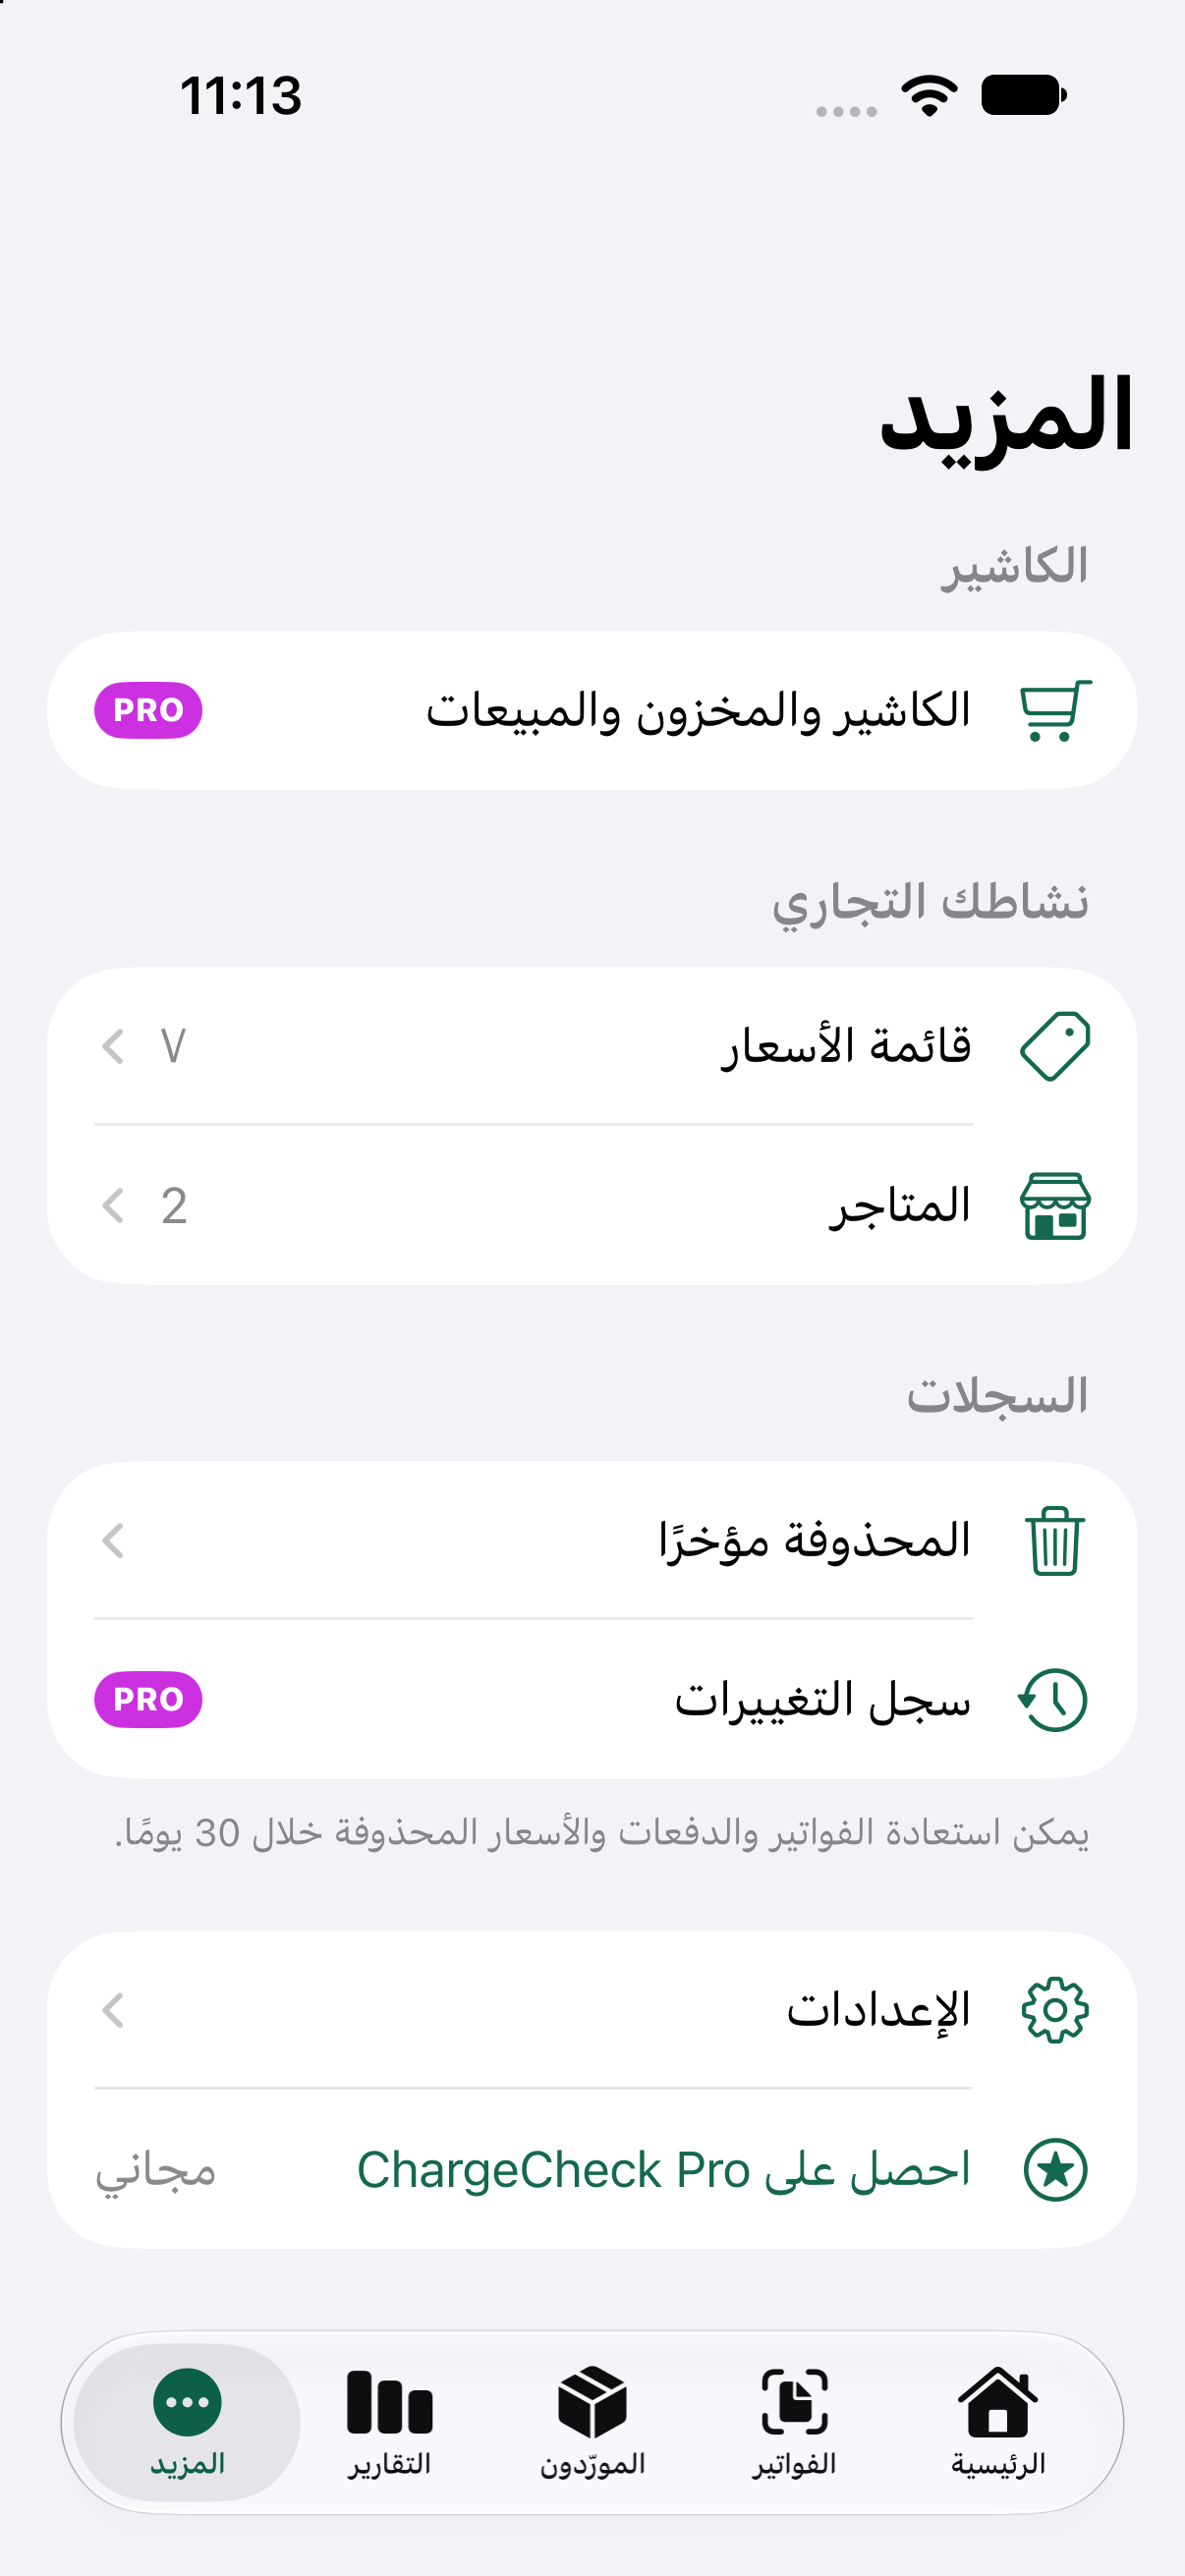 11:13
المزيد
الكاشير
الكاشير والمخزون والمبيعات PRO
نشاطك التجاري
قائمة الأسعار ٧
المتاجر 2
السجلات
المحذوفة مؤخرًا
سجل التغييرات PRO
يمكن استعادة الفواتير والدفعات والأسعار المحذوفة خلال 30 يومًا.
الإعدادات
احصل على ChargeCheck Pro مجاني
الرئيسية الفواتير المورّدون التقارير المزيد